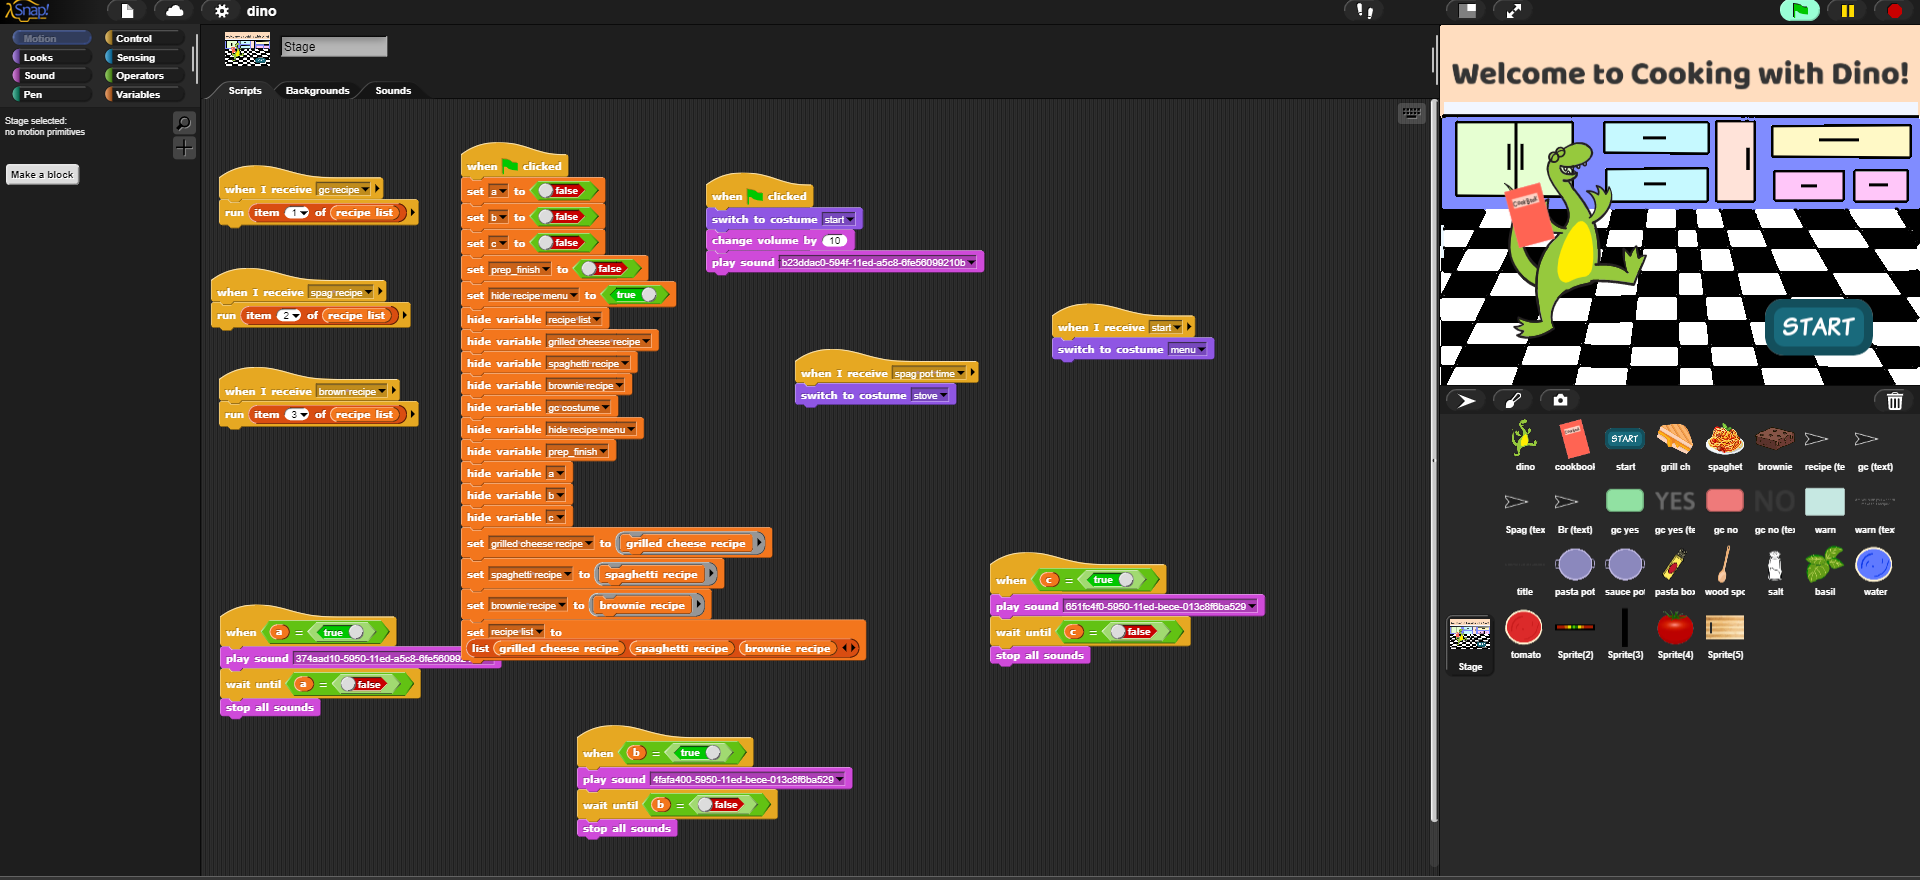 Snap!
dino
Motion
Control
Looks
Sensing
Sound
Operators
Pen
Variables
Stage
Scripts
Backgrounds
Sounds
Stage selected:
no motion primitives
Make a block
when I receive gc recipe
run item 1 of recipe list
when I receive spag recipe
run item 2 of recipe list
when I receive brown recipe
run item 3 of recipe list
when a = true
play sound 374aad10-5950-11ed-a5c8-6fe56099
wait until a = false
stop all sounds
when clicked
set a to false
set b to false
set c to false
set prep_finish to false
set hide recipe menu to true
hide variable recipe list
hide variable grilled cheese recipe
hide variable spaghetti recipe
hide variable brownie recipe
hide variable gc costume
hide variable hide recipe menu
hide variable prep_finish
hide variable a
hide variable b
hide variable c
set grilled cheese recipe to grilled cheese recipe
set spaghetti recipe to spaghetti recipe
set brownie recipe to brownie recipe
set recipe list to
list grilled cheese recipe spaghetti recipe brownie recipe
when clicked
switch to costume start
change volume by 10
play sound b23ddac0-594f-11ed-a5c8-6fe56099210b
when I receive spag pot time
switch to costume stove
when I receive start
switch to costume menu
when c = true
play sound 651fc4f0-5950-11ed-bece-013c8f6ba529
wait until c = false
stop all sounds
when b = true
play sound 4fafa400-5950-11ed-bece-013c8f6ba529
wait until b = false
stop all sounds
Welcome to Cooking with Dino!
START
START
dino cookbool start grill ch spaghet brownie recipe (te gc (text)
YES NO
Spag (tex Br (text) gc yes gc yes (te gc no gc no (te: warn warn (tex
title pasta pot sauce po pasta box wood spo salt basil water
Stage tomato Sprite(2) Sprite(3) Sprite(4) Sprite(5)